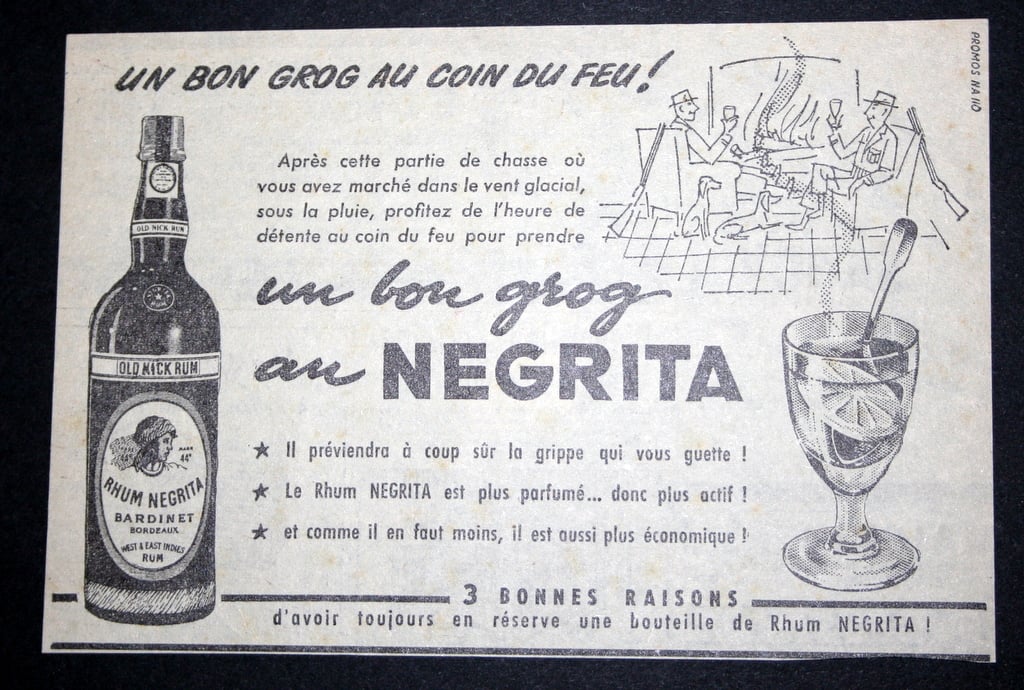 UN BON GROG AU COIN DU FEU !
PROMOS NA 110
Après cette partie de chasse où
vous avez marché dans le vent glacial,
sous la pluie, profitez de l'heure de
détente au coin du feu pour prendre
un bon grog
au NEGRITA
★ Il préviendra à coup sûr la grippe qui vous guette !
★ Le Rhum NEGRITA est plus parfumé... donc plus actif !
★ et comme il en faut moins, il est aussi plus économique !
3 BONNES RAISONS
d'avoir toujours en réserve une bouteille de Rhum NEGRITA !
OLD NICK RUM
OLD NICK RUM
44° MARK 44°
RHUM NEGRITA
BARDINET
BORDEAUX
WEST & EAST INDIES
RUM